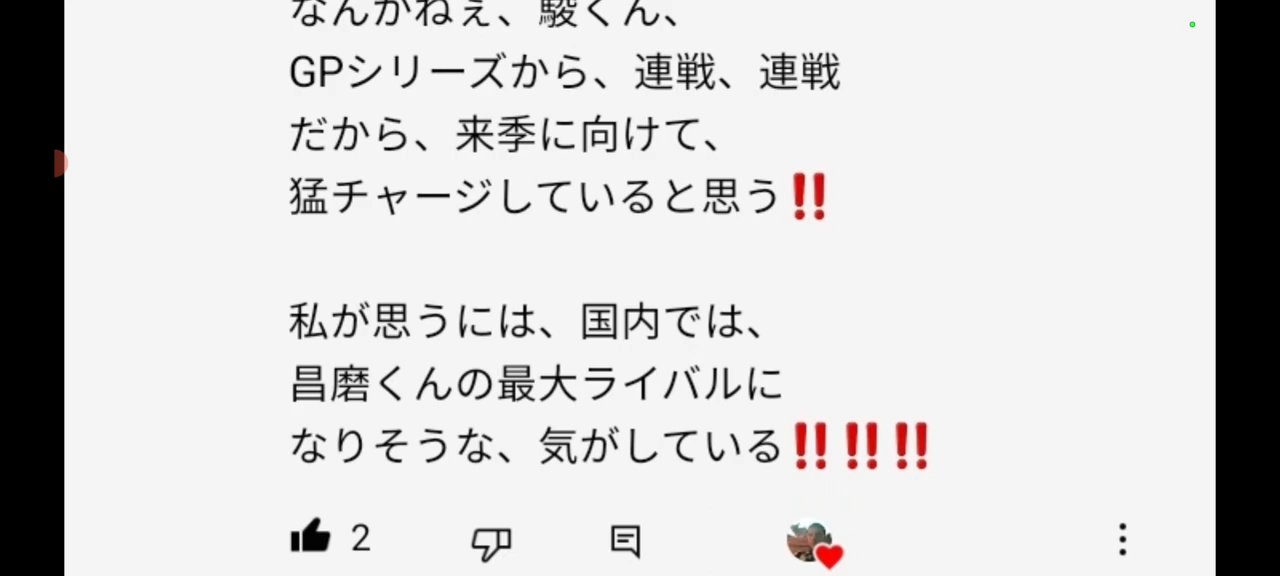 なんかねぇ、駿くん、
GPシリーズから、連戦、連戦
だから、来季に向けて、
猛チャージしていると思う‼️

私が思うには、国内では、
昌磨くんの最大ライバルに
なりそうな、気がしている‼️‼️‼️
2